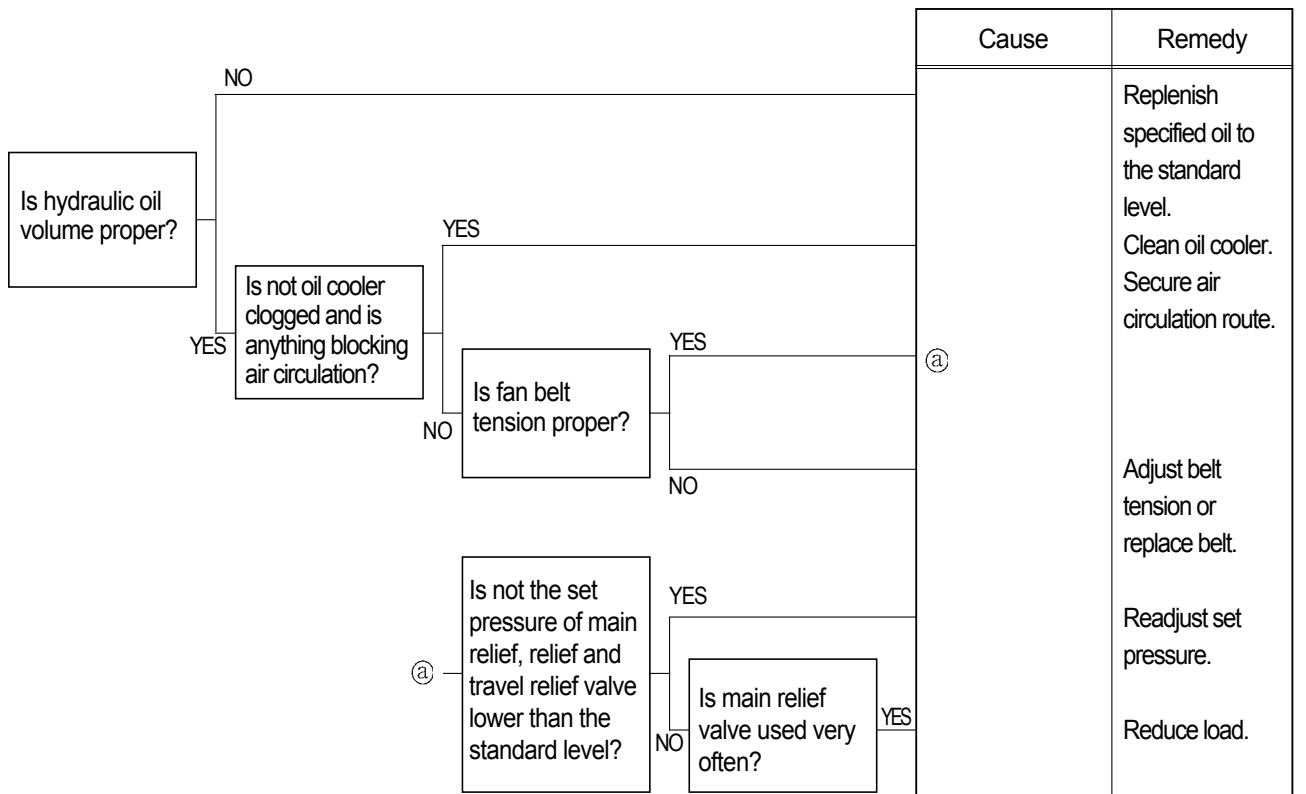 Cause
Remedy
NO
Is hydraulic oil
volume proper?
YES
Is not oil cooler
clogged and is
anything blocking
air circulation?
YES
NO
Is fan belt
tension proper?
YES
ⓐ
NO
Replenish
specified oil to
the standard
level.
Clean oil cooler.
Secure air
circulation route.
Adjust belt
tension or
replace belt.
ⓐ
Is not the set
pressure of main
relief, relief and
travel relief valve
lower than the
standard level?
YES
NO
Is main relief
valve used very
often?
YES
Readjust set
pressure.
Reduce load.